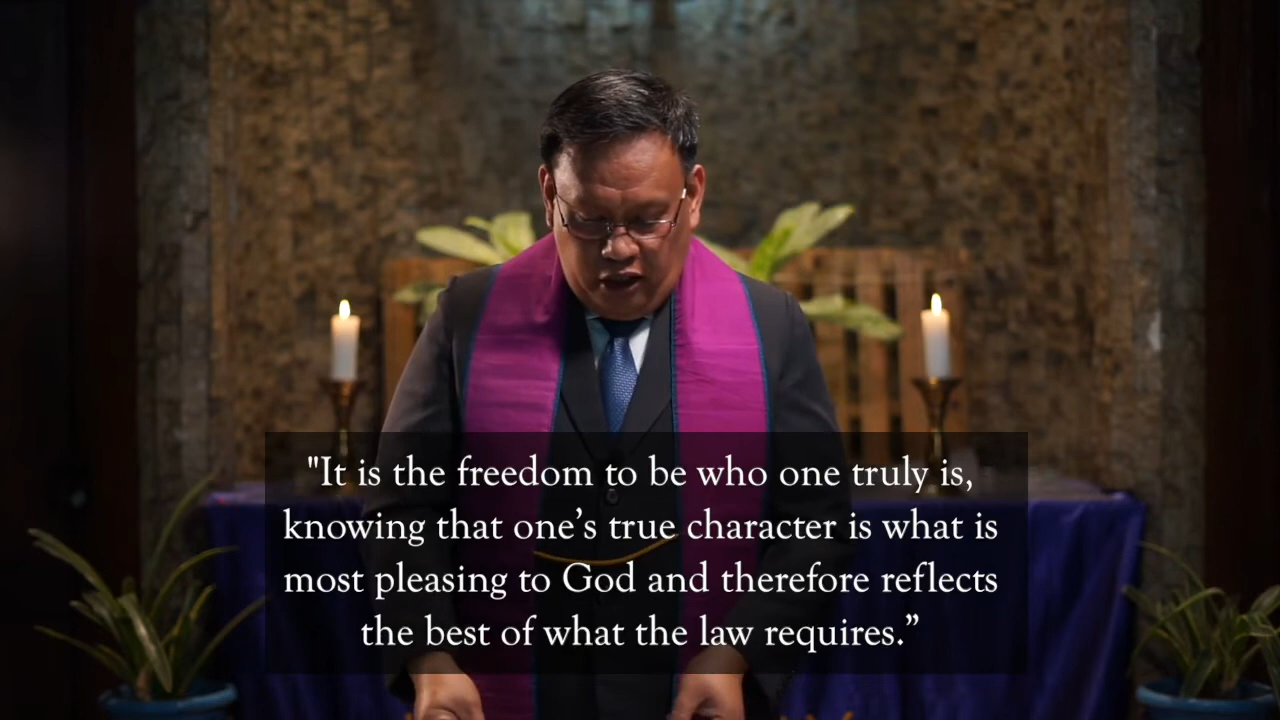 "It is the freedom to be who one truly is,
knowing that one’s true character is what is
most pleasing to God and therefore reflects
the best of what the law requires.”